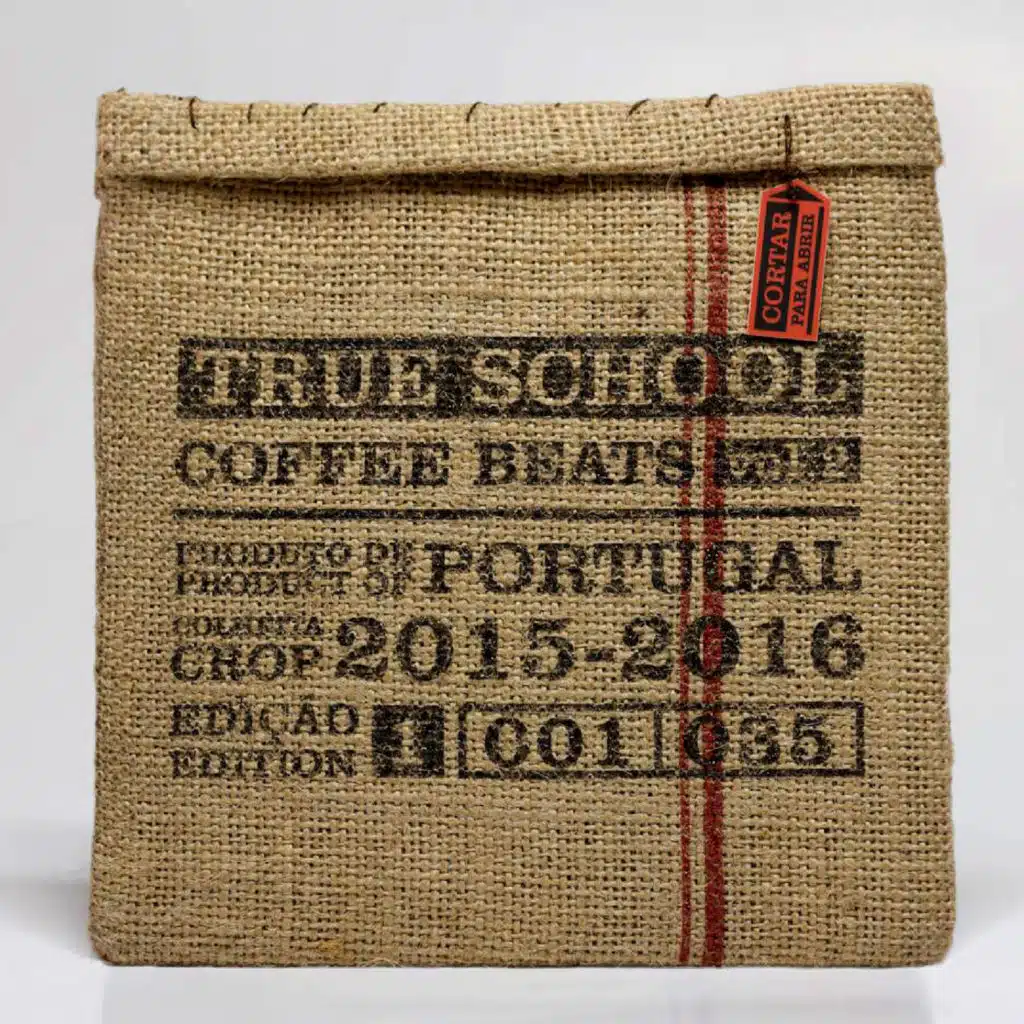 CORTAR
PARA ABRIR
TRUE SCHOOL
COFFEE BEATS
PRODUTO DE
PRODUCT OF
PORTUGAL
COLHEITA
CROP
2015-2016
EDIÇÃO
EDITION
1
001
035